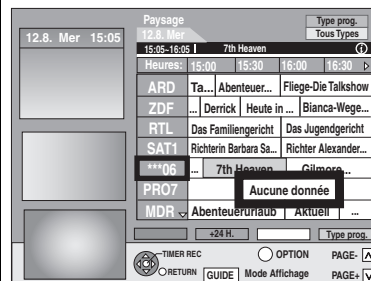 Paysage
Type prog.
12.8. Mer 15:05
12.8. Mer
Tous Types
15:05~16:05 7th Heaven
Heures: 15:00 15:30 16:00 16:30
ARD Ta... Abenteuer... Fliege-Die Talkshow
ZDF ... Derrick Heute in ... Bianca-Wege...
RTL Das Familiengericht Das Jugendgericht
SAT1 Richterin Barbara Sa... Richter Alexander...
***06 ... 7th Heaven Gilmore...
PRO7 Aucune donnée
MDR Abenteuerurlaub Aktuell ...
+24 H. Type prog.
TIMER REC OPTION PAGE-
RETURN GUIDE Mode Affichage PAGE+